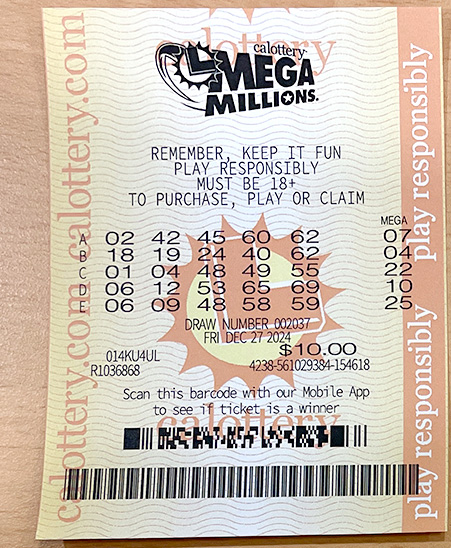 calottery
calottery
MEGA
MILLIONS.
REMEMBER, KEEP IT FUN
PLAY RESPONSIBLY
MUST BE 18+
TO PURCHASE, PLAY OR CLAIM
MEGA
A 02 42 45 60 62 07
B 18 19 24 40 62 04
C 01 04 48 49 55 22
D 06 12 53 65 69 10
E 06 09 48 58 59 25
DRAW NUMBER 002037
FRI DEC 27 2024
$10.00
014KU4UL
R1036868 4238-561029384-154618
Scan this barcode with our Mobile App
to see if ticket is a winner
calottery
calottery.com calottery.com
play responsibly play responsibly